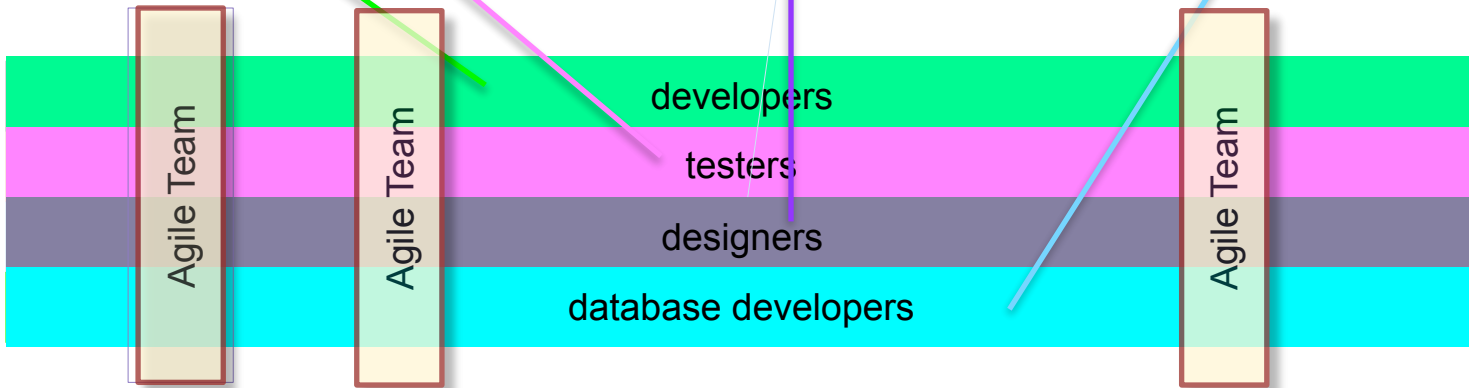 Agile Team
Agile Team
developers
testers
designers
database developers
Agile Team